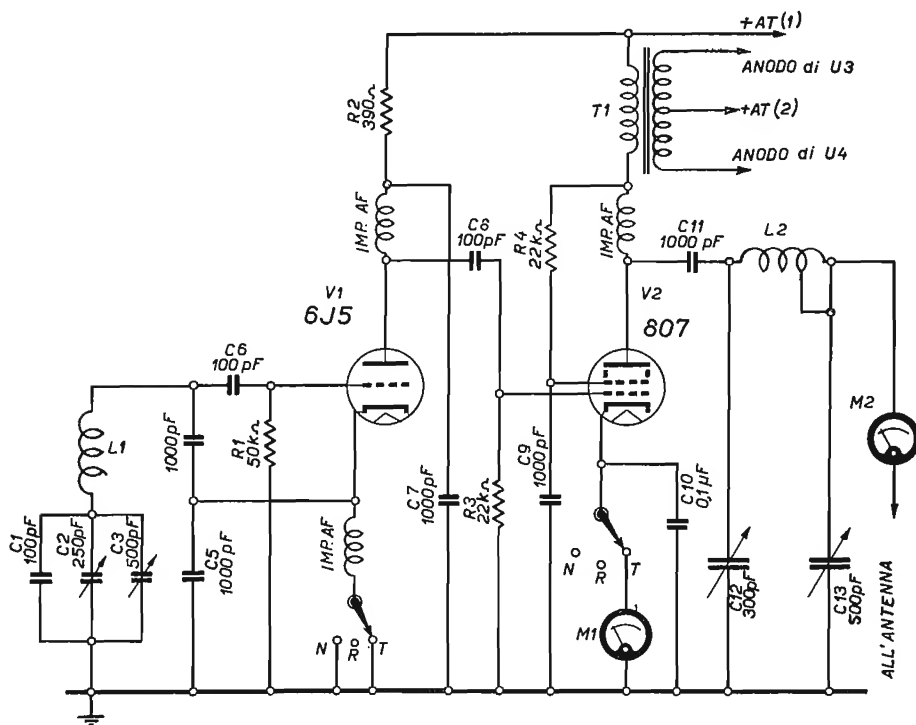 +AT(1)
ANODO di U3
+AT(2)
ANODO di U4
T1
R2
390Ω
IMP. AF
C6
100pF
R4
22kΩ
IMP. AF
C11
1000 pF
L2
V1
6J5
V2
807
C6
100pF
L1
1000pF
R1
50kΩ
C7
1000pF
R3
22kΩ
C9
1000pF
C10
0,1µF
M2
C1
100pF
C2
250pF
C3
500pF
C5
1000pF
IMP. AF
N
R
T
N
R
T
M1
C12
300pF
C13
500pF
ALL'ANTENNA